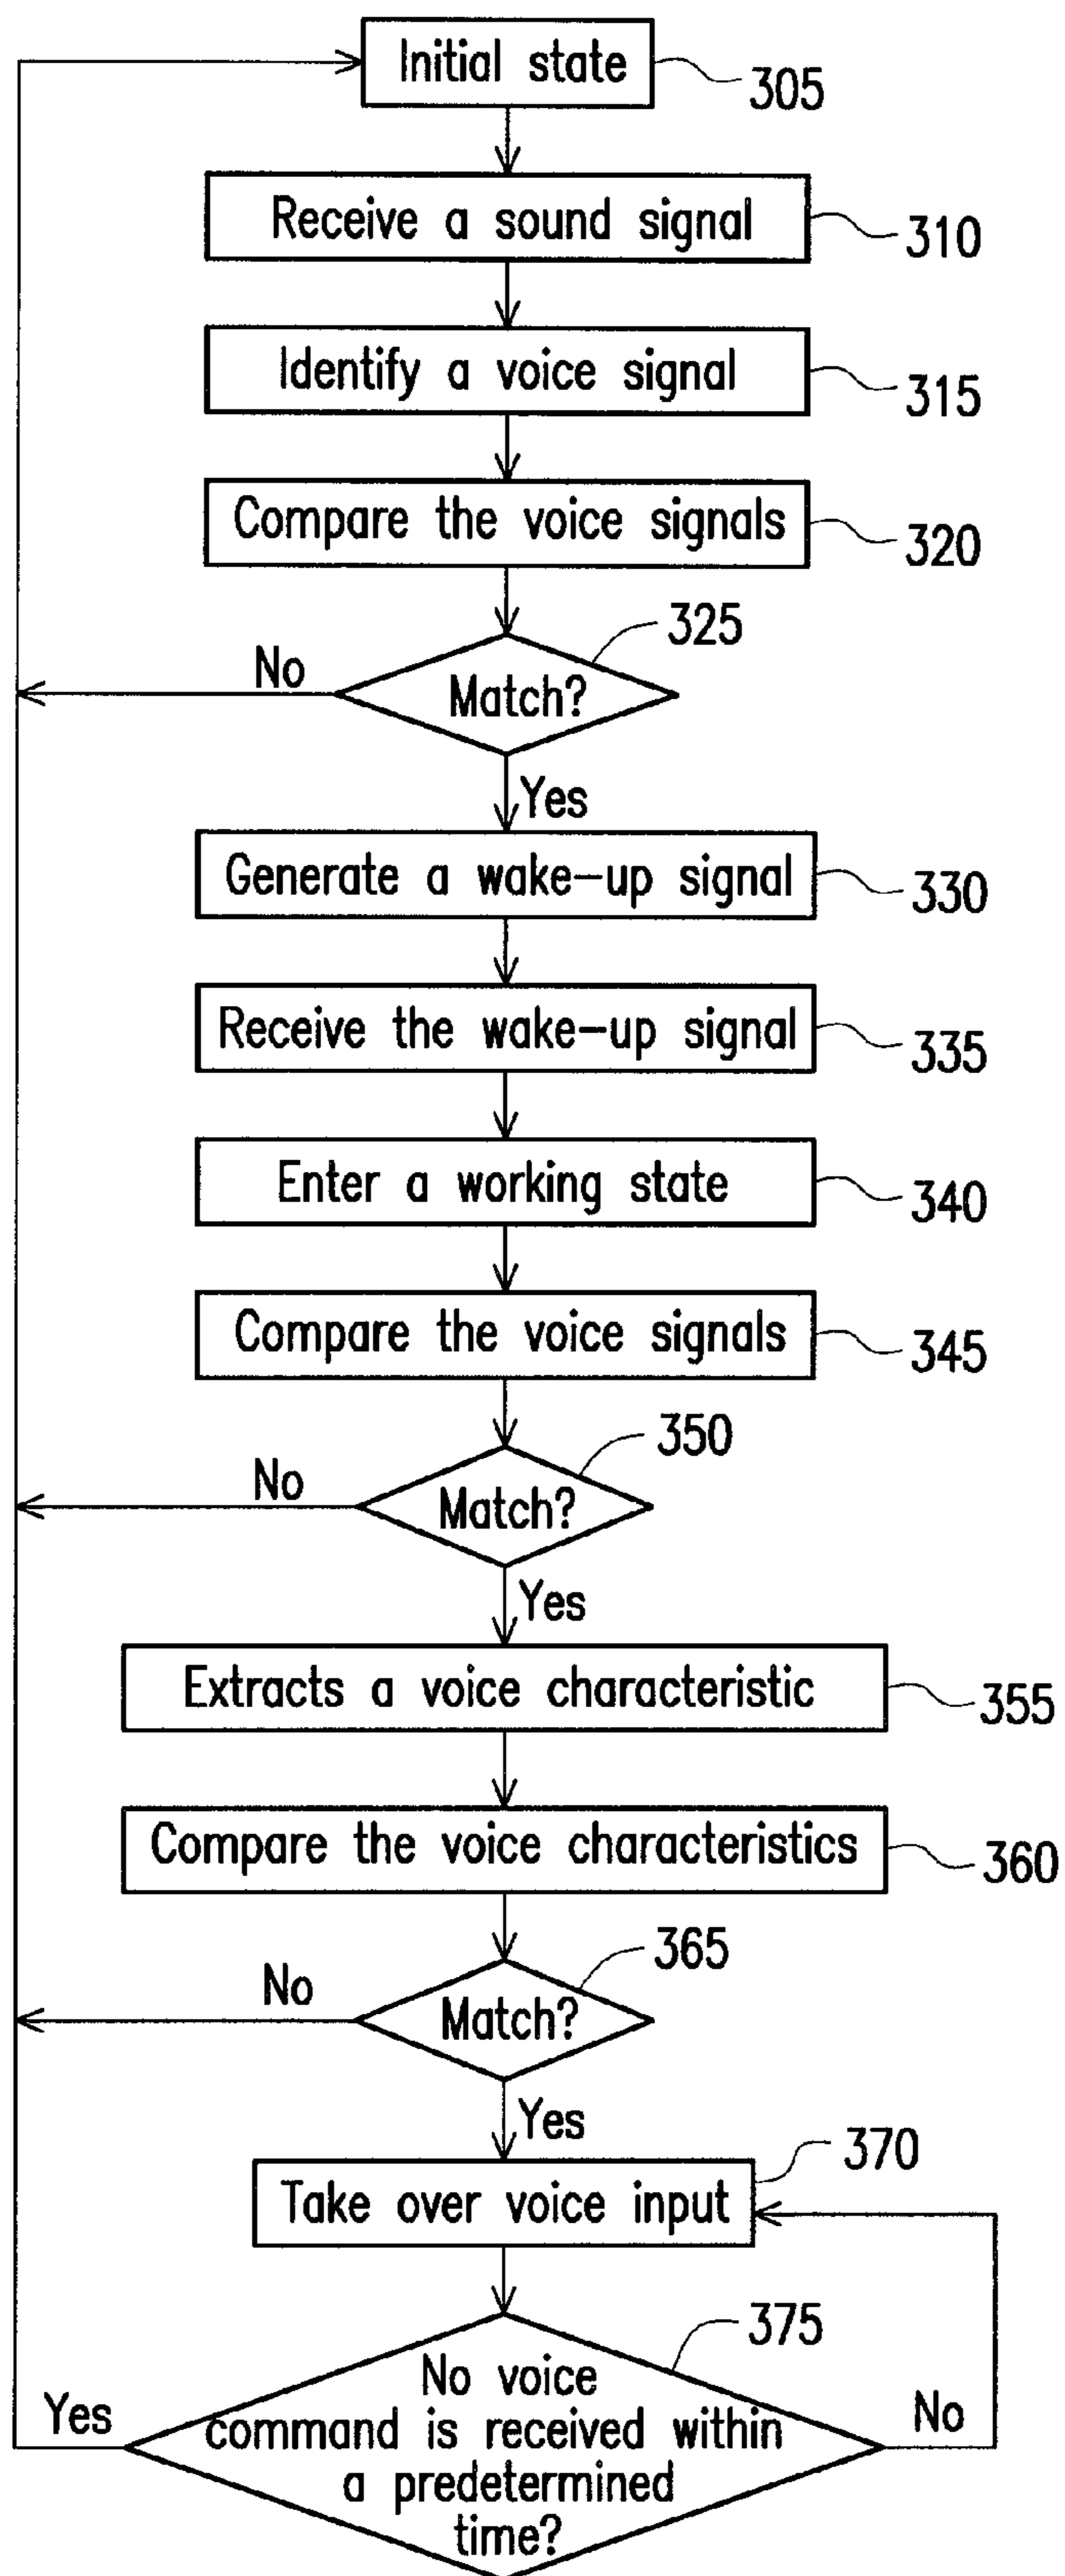 Initial state
305
Receive a sound signal
310
Identify a voice signal
315
Compare the voice signals
320
325
No
Match?
Yes
Generate a wake-up signal
330
Receive the wake-up signal
335
Enter a working state
340
Compare the voice signals
345
350
No
Match?
Yes
Extracts a voice characteristic
355
Compare the voice characteristics
360
365
No
Match?
Yes
370
Take over voice input
375
Yes
No voice
command is received within
a predetermined
time?
No